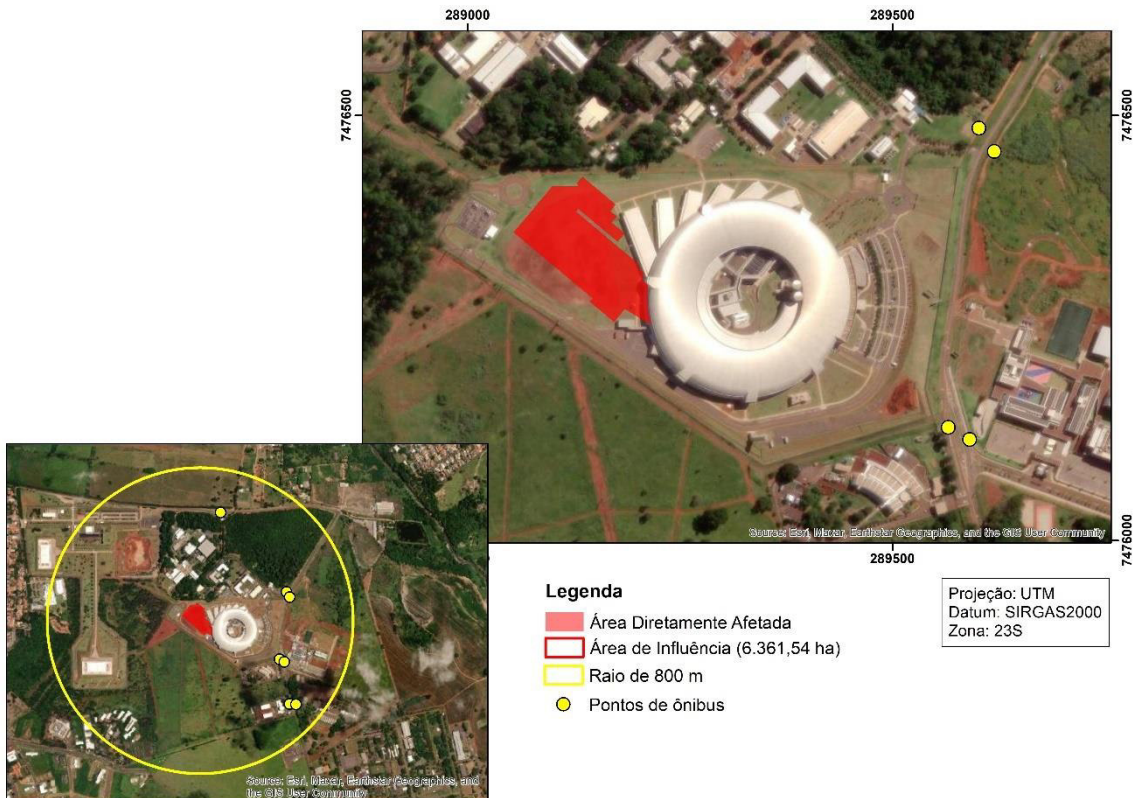 289000
289500
7476500
7476500
Source: Esri, Maxar, Earthstar Geographics, and the GIS User Community
289500
7476000
Source: Esri, Maxar, Earthstar Geographics, and
the GIS User Community
Legenda
Área Diretamente Afetada
Área de Influência (6.361,54 ha)
Raio de 800 m
Pontos de ônibus
Projeção: UTM
Datum: SIRGAS2000
Zona: 23S